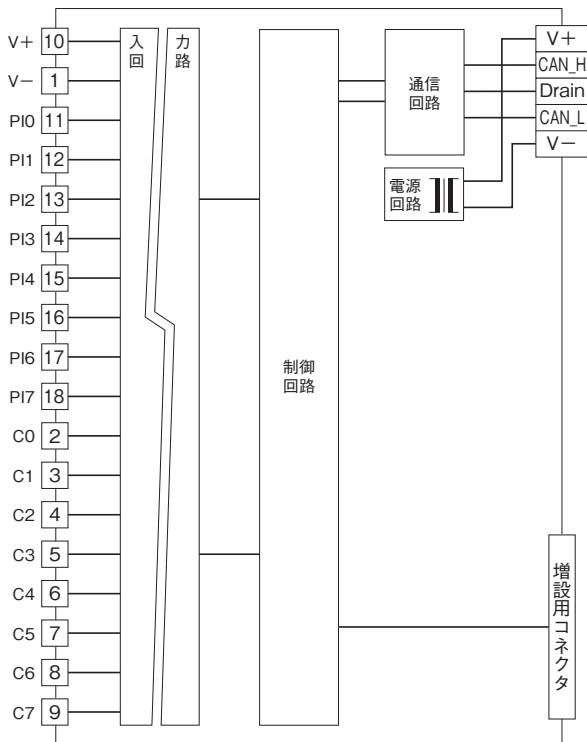 V+ 10
V− 1
PI0 11
PI1 12
PI2 13
PI3 14
PI4 15
PI5 16
PI6 17
PI7 18
C0 2
C1 3
C2 4
C3 5
C4 6
C5 7
C6 8
C7 9
入力
回路
制御
回路
通信
回路
電源
回路
V+
CAN_H
Drain
CAN_L
V−
増設用コネクタ